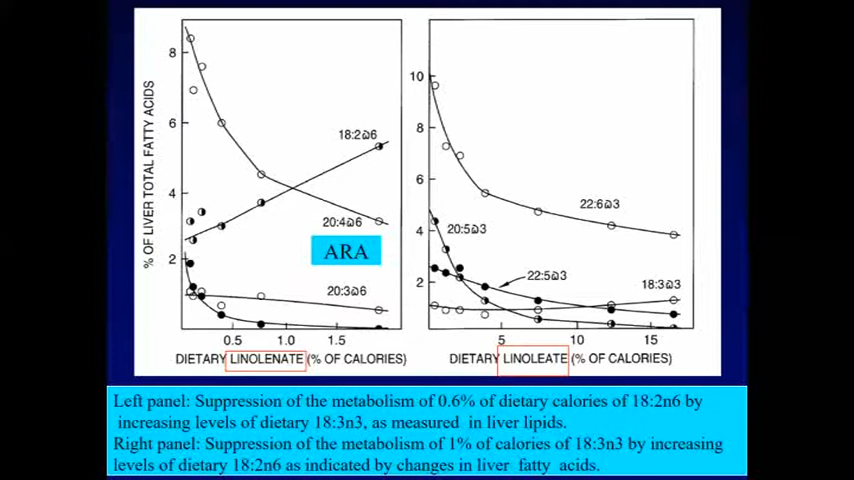 % OF LIVER TOTAL FATTY ACIDS
8
6
4
2
18:2ω6
20:4ω6
ARA
20:3ω6
0.5 1.0 1.5
DIETARY LINOLENATE (% OF CALORIES)
10
8
6
4
2
22:6ω3
20:5ω3
22:5ω3
18:3ω3
5 10 15
DIETARY LINOLEATE (% OF CALORIES)
Left panel: Suppression of the metabolism of 0.6% of dietary calories of 18:2n6 by
increasing levels of dietary 18:3n3, as measured in liver lipids.
Right panel: Suppression of the metabolism of 1% of calories of 18:3n3 by increasing
levels of dietary 18:2n6 as indicated by changes in liver fatty acids.